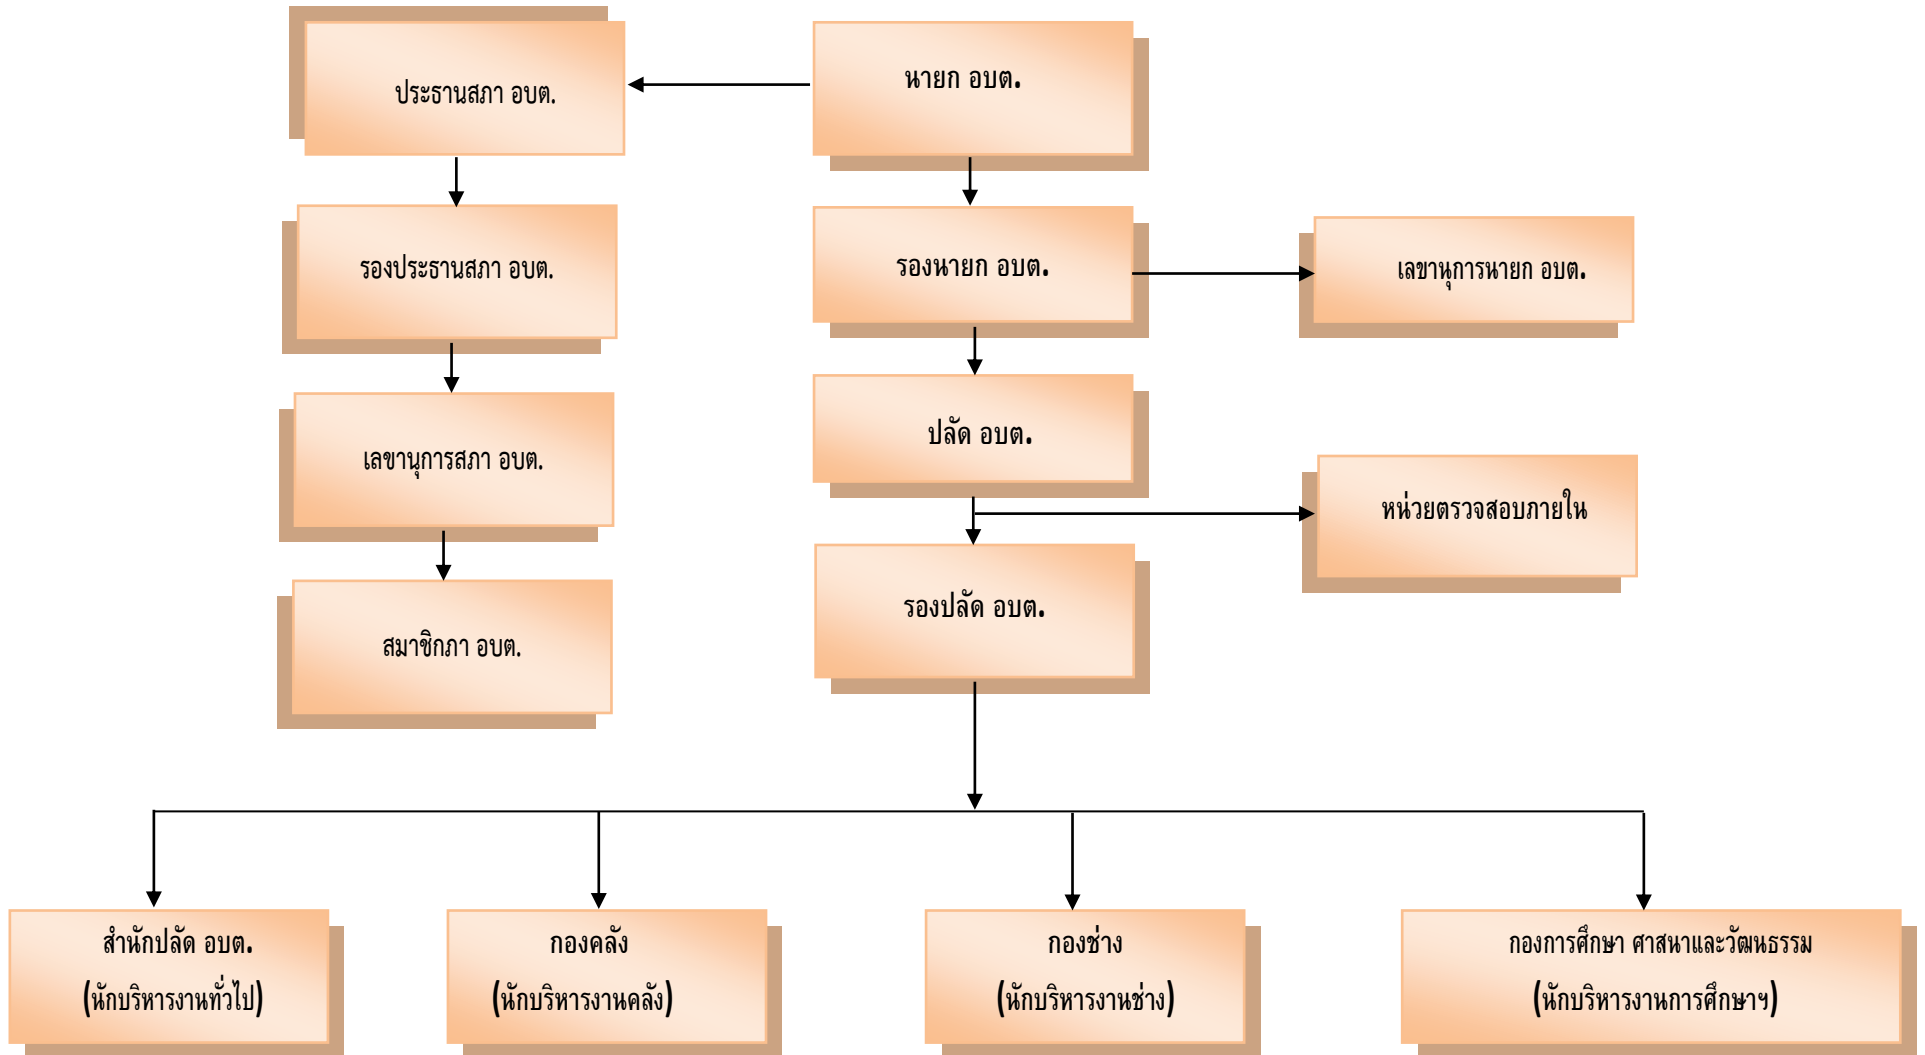 ประธานสภา อบต.
นายก อบต.
รองประธานสภา อบต.
รองนายก อบต.
เลขานุการนายก อบต.
เลขานุการสภา อบต.
ปลัด อบต.
หน่วยตรวจสอบภายใน
สมาชิกภา อบต.
รองปลัด อบต.
สำนักปลัด อบต.
(นักบริหารงานทั่วไป)
กองคลัง
(นักบริหารงานคลัง)
กองช่าง
(นักบริหารงานช่าง)
กองการศึกษา ศาสหาและวัฒหธรรม
(นักบริหารงานการศึกษาฯ)